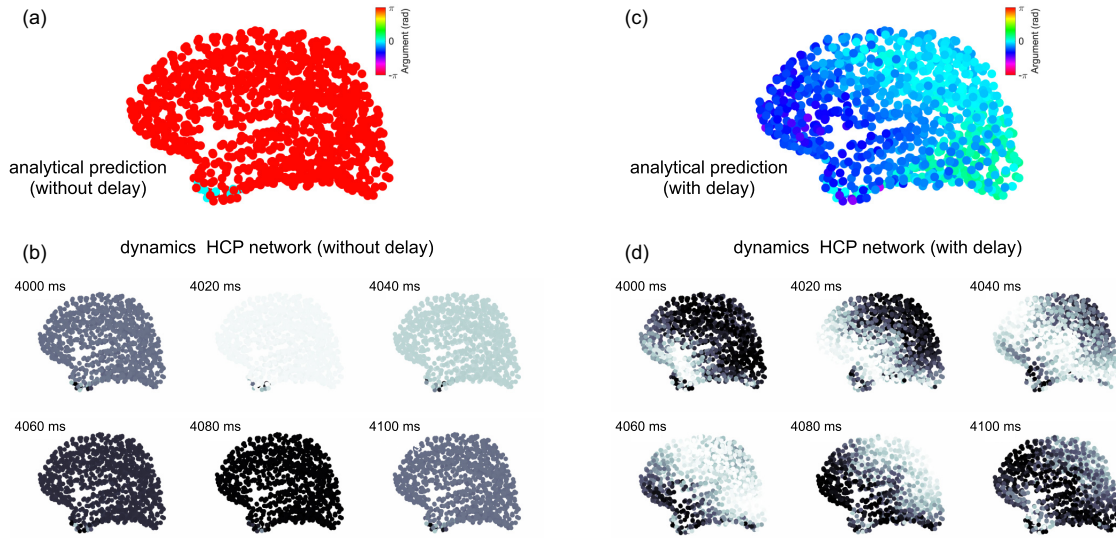 (a)
π
0
-π
Argument (rad)
analytical prediction
(without delay)
(b)
dynamics HCP network (without delay)
4000 ms
4020 ms
4040 ms
4060 ms
4080 ms
4100 ms
(c)
π
0
-π
Argument (rad)
analytical prediction
(with delay)
(d)
dynamics HCP network (with delay)
4000 ms
4020 ms
4040 ms
4060 ms
4080 ms
4100 ms